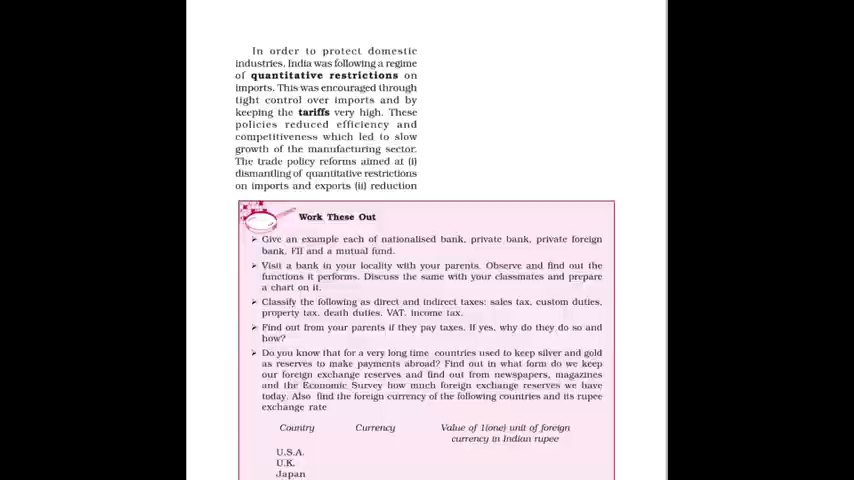 In order to protect domestic
industries, India was following a regime
of quantitative restrictions on
imports. This was encouraged through
tight control over imports and by
keeping the tariffs very high. These
policies reduced efficiency and
competitiveness which led to slow
growth of the manufacturing sector.
The trade policy reforms aimed at (i)
dismantling of quantitative restrictions
on imports and exports (ii) reduction
Work These Out
➢ Give an example each of nationalised bank, private bank, private foreign
bank, FII and a mutual fund.
➢ Visit a bank in your locality with your parents. Observe and find out the
functions it performs. Discuss the same with your classmates and prepare
a chart on it.
➢ Classify the following as direct and indirect taxes: sales tax, custom duties,
property tax, death duties, VAT, income tax.
➢ Find out from your parents if they pay taxes. If yes, why do they do so and
how?
➢ Do you know that for a very long time countries used to keep silver and gold
as reserves to make payments abroad? Find out in what form do we keep
our foreign exchange reserves and find out from newspapers, magazines
and the Economic Survey how much foreign exchange reserves we have
today. Also find the foreign currency of the following countries and its rupee
exchange rate
Country Currency Value of 1(one) unit of foreign
currency in Indian rupee
U.S.A.
U.K.
Japan